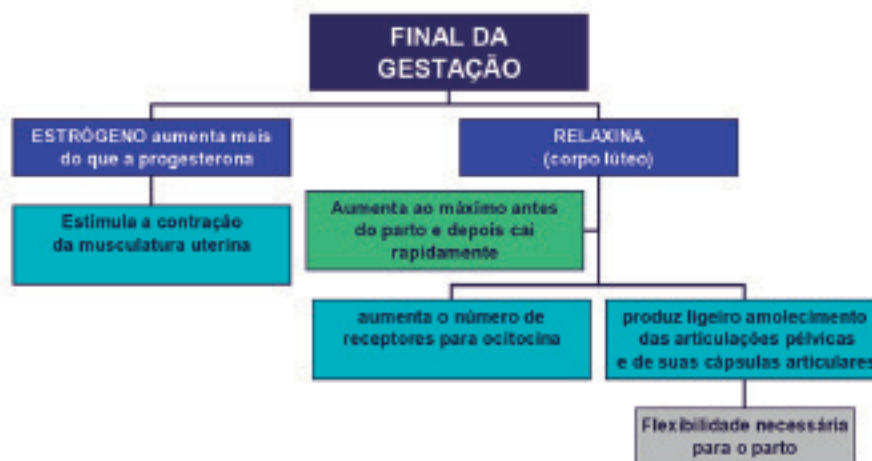 FINAL DA
GESTAÇÃO
ESTRÓGENO aumenta mais
do que a progesterona
RELAXINA
(corpo lúteo)
Estimula a contração
da musculatura uterina
Aumenta ao máximo antes
do parto e depois cai
rapidamente
aumenta o número de
receptores para ocitocina
produz ligeiro amolecimento
das articulações pélvicas
e de suas cápsulas articulares
Flexibilidade necessária
para o parto